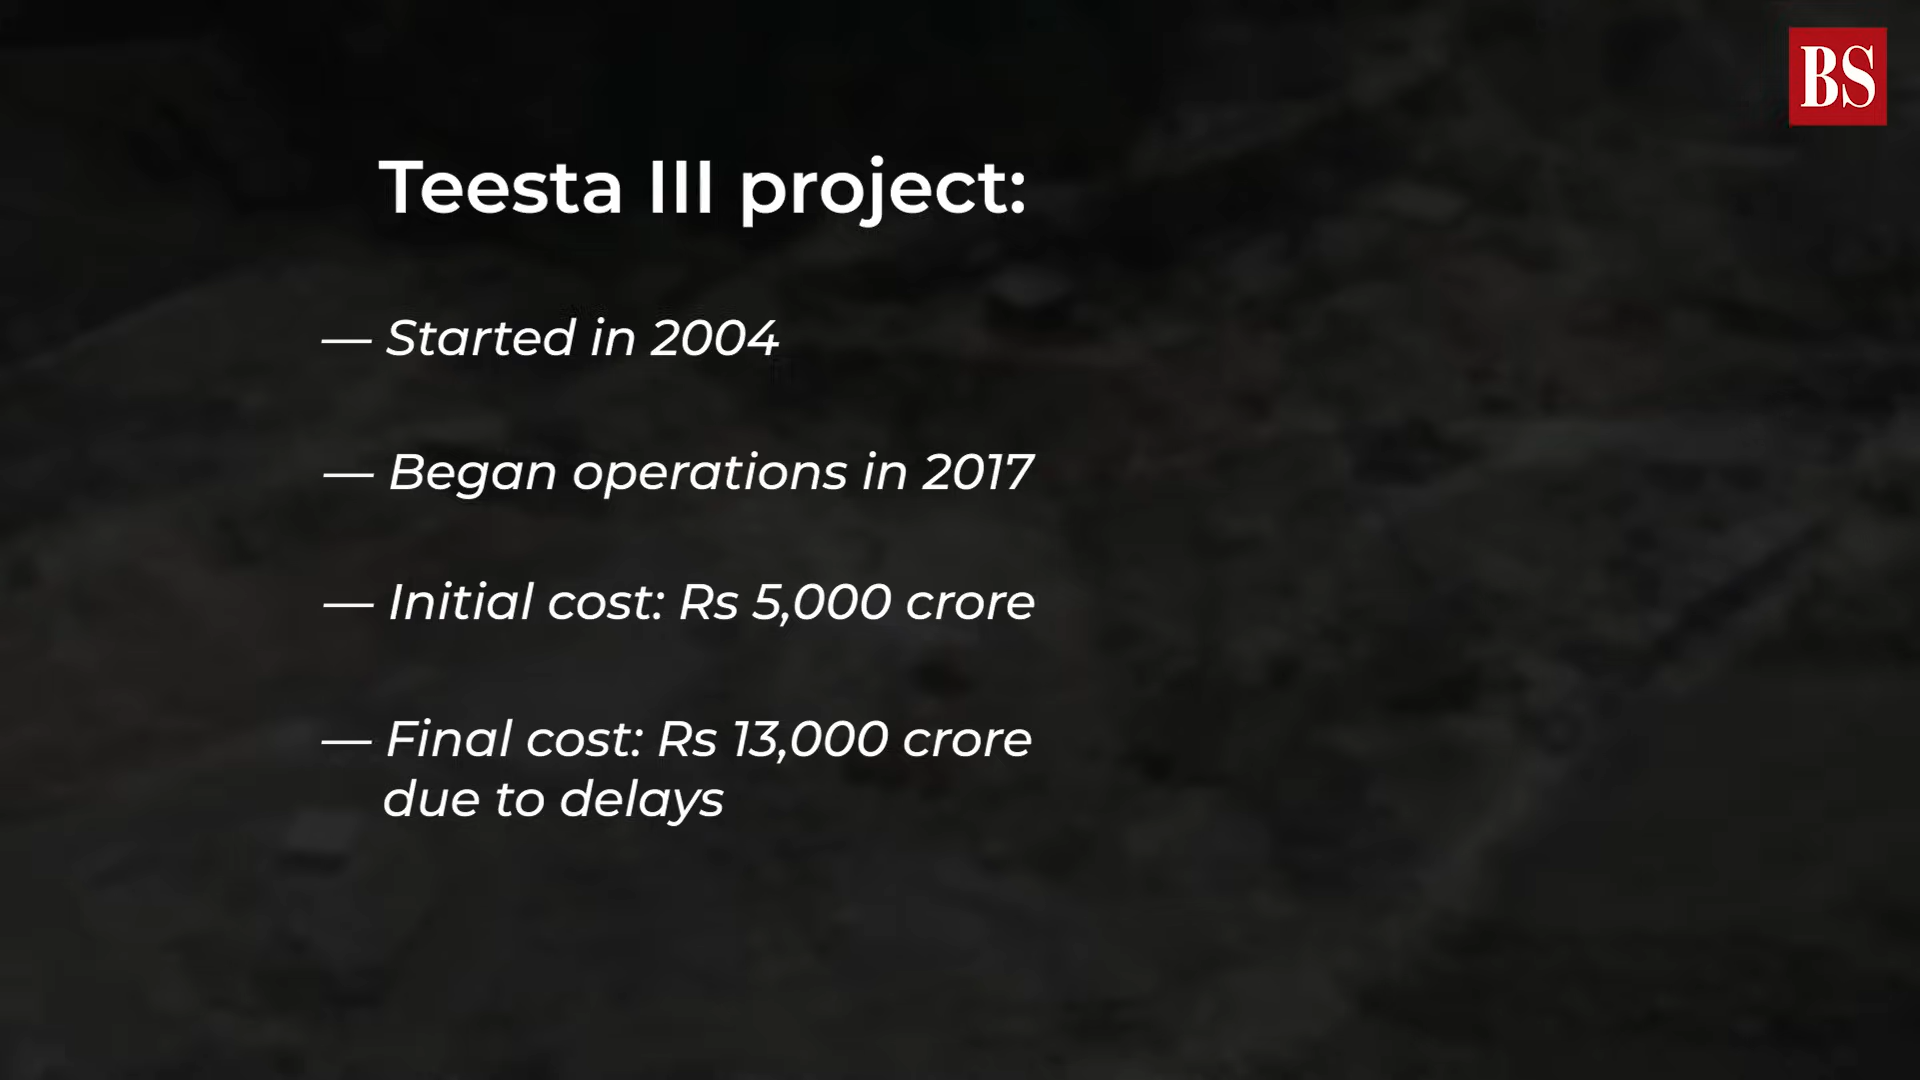 BS
Teesta III project:
— Started in 2004
— Began operations in 2017
— Initial cost: Rs 5,000 crore
— Final cost: Rs 13,000 crore
due to delays